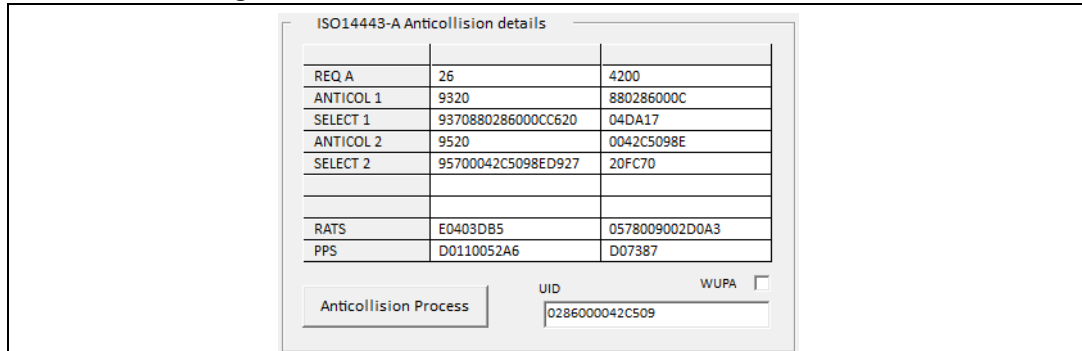 ISO14443-A Anticollision details
REQ A 26 4200
ANTICOL 1 9320 880286000C
SELECT 1 9370880286000CC620 04DA17
ANTICOL 2 9520 0042C5098E
SELECT 2 95700042C5098ED927 20FC70
RATS E0403DB5 0578009002D0A3
PPS D0110052A6 D07387
UID WUPA
Anticollision Process 0286000042C509